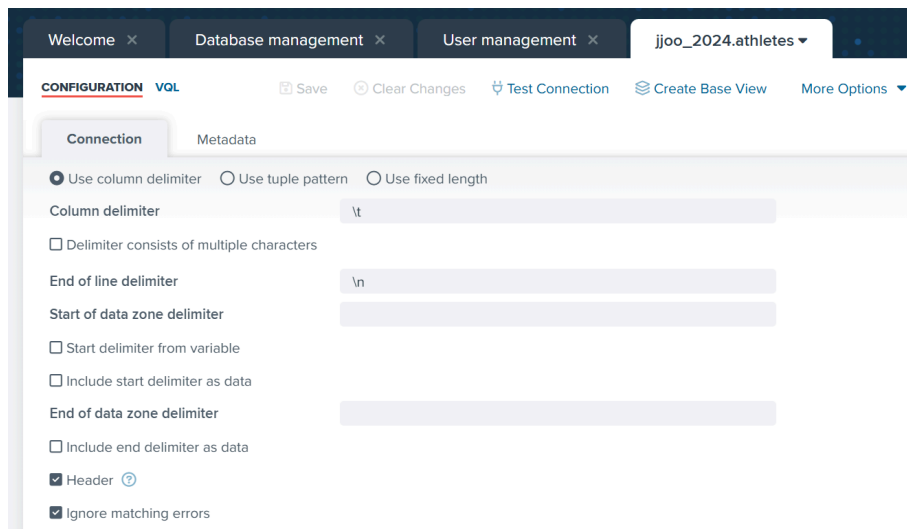 Welcome × Database management × User management × jjoo_2024.athletes
CONFIGURATION VQL Save Clear Changes Test Connection Create Base View More Options
Connection Metadata
Use column delimiter Use tuple pattern Use fixed length
Column delimiter \t
Delimiter consists of multiple characters
End of line delimiter \n
Start of data zone delimiter
Start delimiter from variable
Include start delimiter as data
End of data zone delimiter
Include end delimiter as data
Header ?
Ignore matching errors